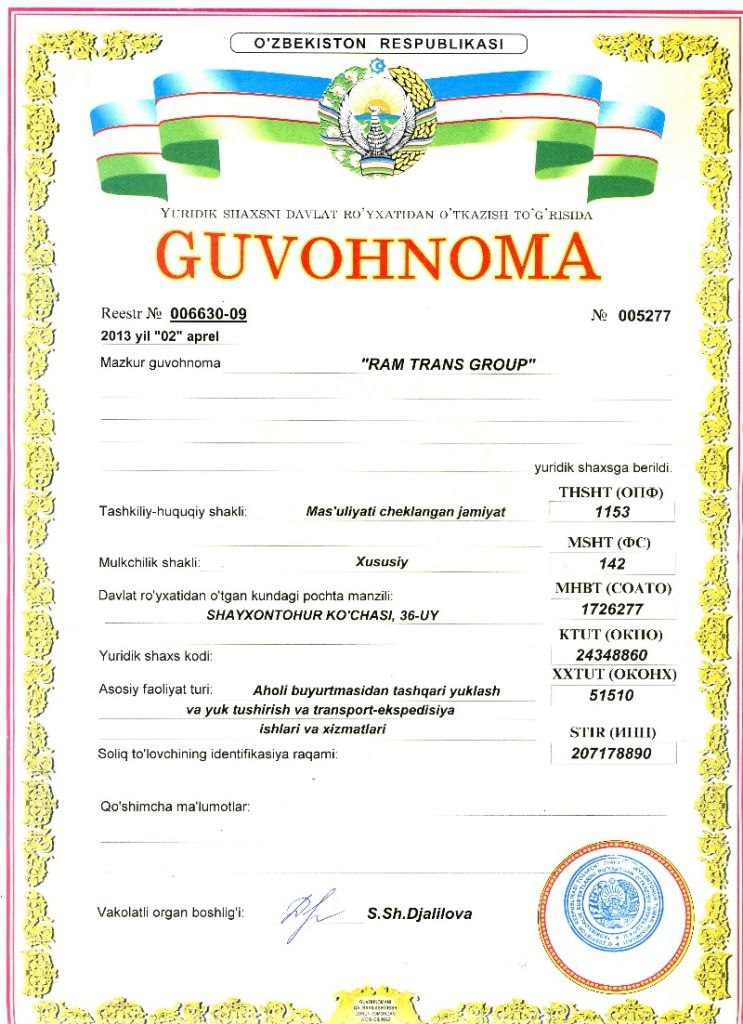 O'ZBEKISTON RESPUBLIKASI
YURIDIK SHAXSNI DAVLAT RO'YXATIDAN O'TKAZISH TO'G'RISIDA
GUVOHNOMA
Reestr № 006630-09 № 005277
2013 yil "02" aprel
Mazkur guvohnoma "RAM TRANS GROUP"
yuridik shaxsga berildi.
THSHT (ОПФ)
Tashkiliy-huquqiy shakli: Mas'uliyati cheklangan jamiyat 1153
MSHT (ФС)
Mulkchilik shakli: Xususiy 142
MHBT (COATO)
Davlat ro'yxatidan o'tgan kundagi pochta manzili: 1726277
SHAYXONTOHUR KO'CHASI, 36-UY
KTUT (ОКПО)
Yuridik shaxs kodi: 24348860
XXTUT (ОКОНХ)
Asosiy faoliyat turi: Aholi buyurtmasidan tashqari yuklash 51510
va yuk tushirish va transport-ekspedisiya
ishlari va xizmatlari
STIR (ИНН)
Soliq to'lovchining identifikasiya raqami: 207178890
Qo'shimcha ma'lumotlar:
Vakolatli organ boshlig'i: S.Sh.Djalilova